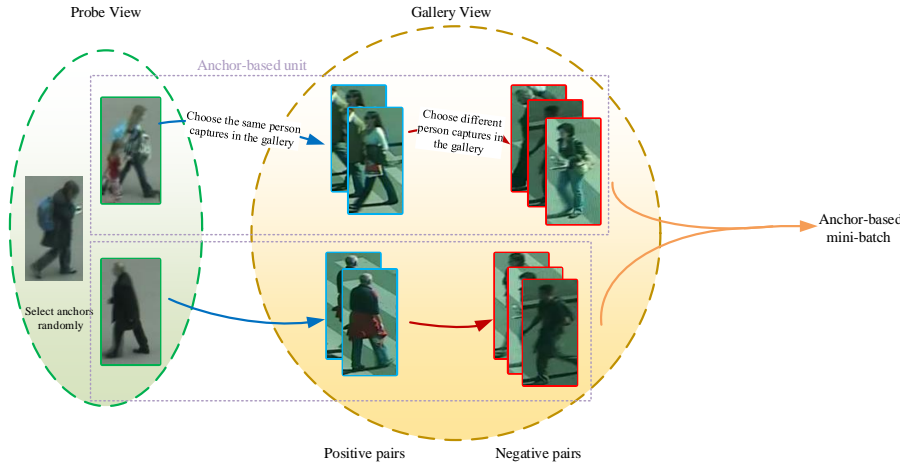 Probe View
Gallery View
Anchor-based unit
Choose the same person
captures in the gallery
Choose different
person captures in
the gallery
Anchor-based
mini-batch
Select anchors
randomly
Positive pairs
Negative pairs